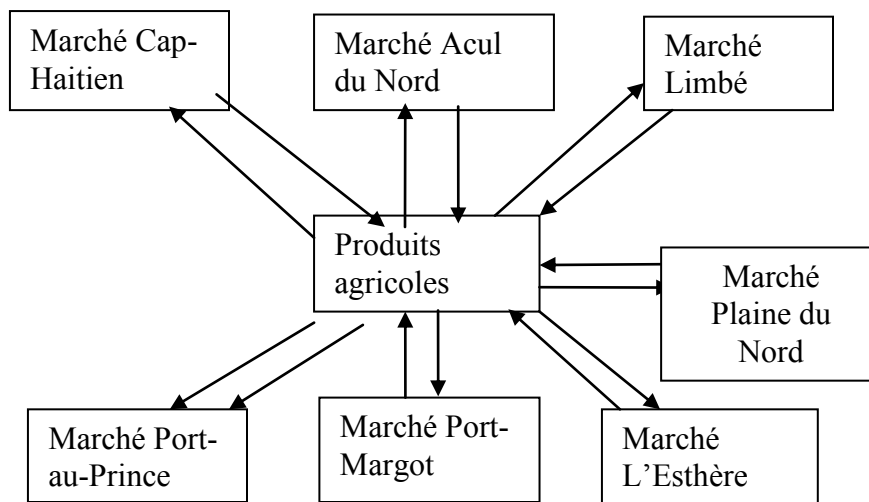 Marché Cap-
Haitien
Marché Acul
du Nord
Marché
Limbé
Produits
agricoles
Marché
Plaine du
Nord
Marché Port-
au-Prince
Marché Port-
Margot
Marché
L’Esthère